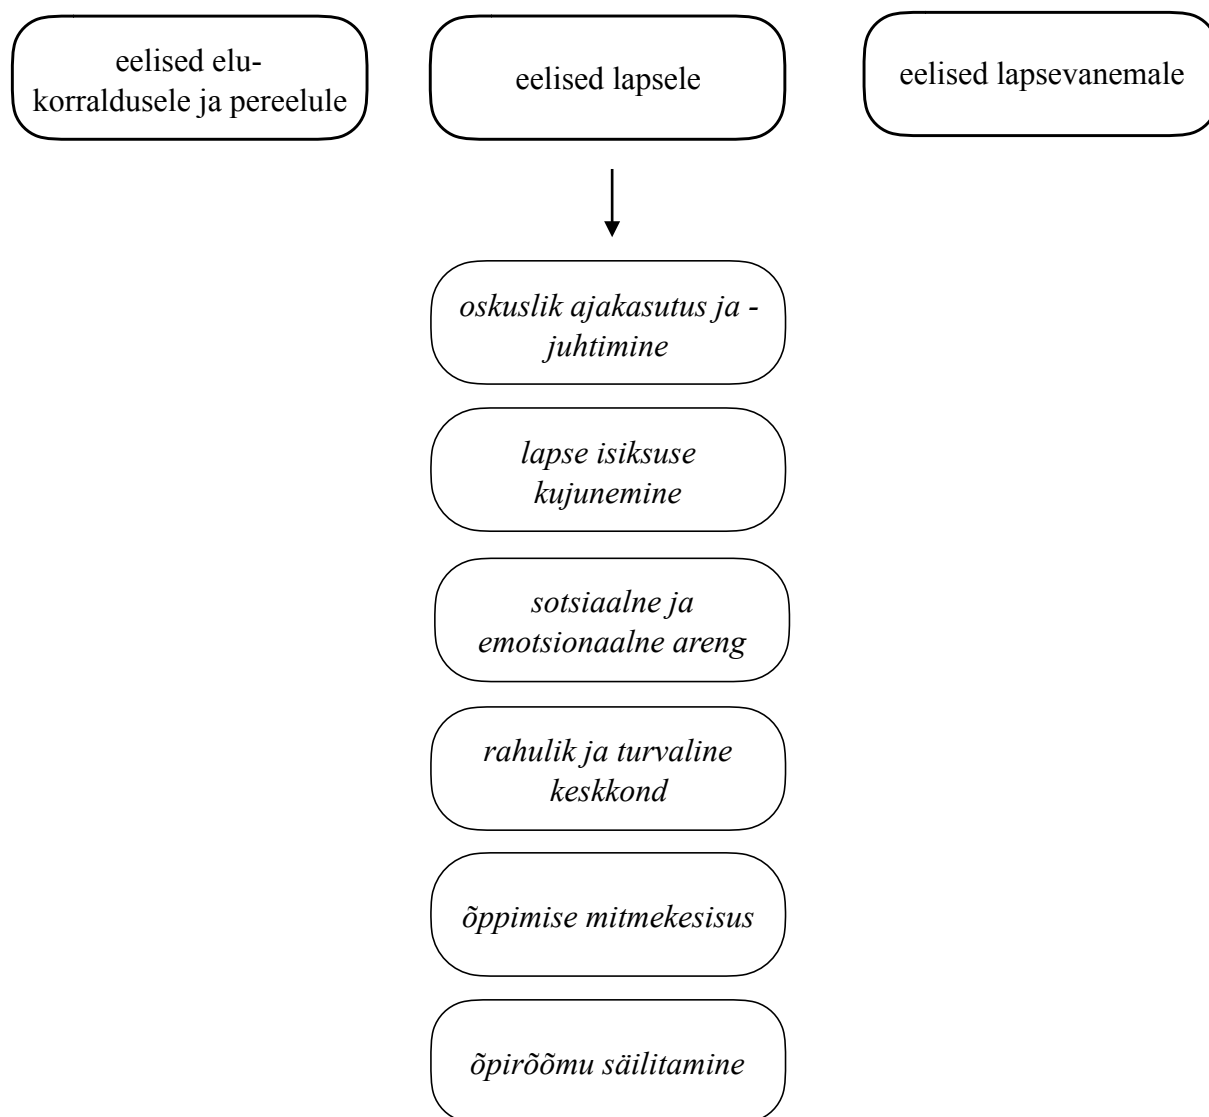 eelised elu-
korraldusele ja pereelule
eelised lapsele
eelised lapsevanemale
oskuslik ajakasutus ja -
juhtimine
lapse isiksuse
kujunemine
sotsiaalne ja
emotsionaalne areng
rahulik ja turvaline
keskkond
õppimise mitmekesisus
õpirõõmu säilitamine